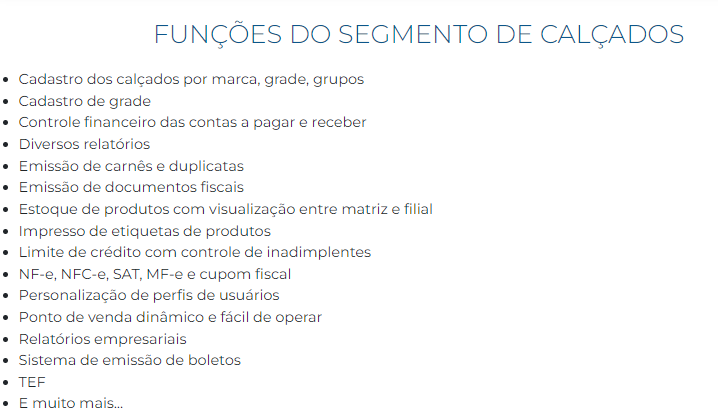 FUNÇÕES DO SEGMENTO DE CALÇADOS
• Cadastro dos calçados por marca, grade, grupos
• Cadastro de grade
• Controle financeiro das contas a pagar e receber
• Diversos relatórios
• Emissão de carnês e duplicatas
• Emissão de documentos fiscais
• Estoque de produtos com visualização entre matriz e filial
• Impresso de etiquetas de produtos
• Limite de crédito com controle de inadimplentes
• NF-e, NFC-e, SAT, MF-e e cupom fiscal
• Personalização de perfis de usuários
• Ponto de venda dinâmico e fácil de operar
• Relatórios empresariais
• Sistema de emissão de boletos
• TEF
• E muito mais...